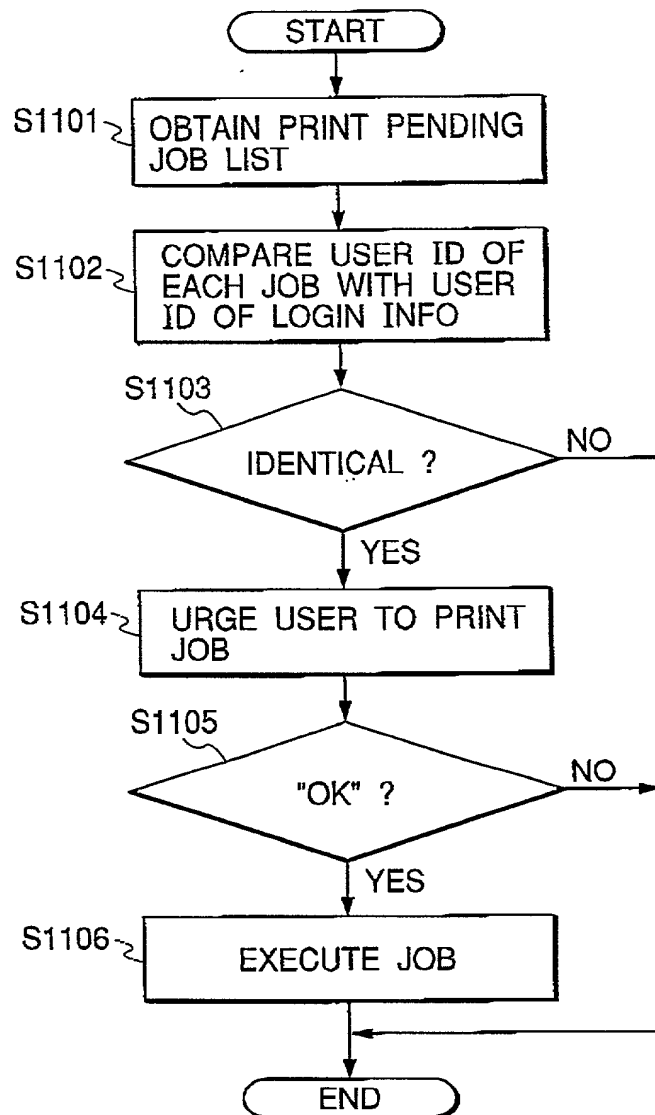 START
S1101
OBTAIN PRINT PENDING
JOB LIST
S1102
COMPARE USER ID OF
EACH JOB WITH USER
ID OF LOGIN INFO
S1103
IDENTICAL ?
NO
YES
S1104
URGE USER TO PRINT
JOB
S1105
"OK" ?
NO
YES
S1106
EXECUTE JOB
END